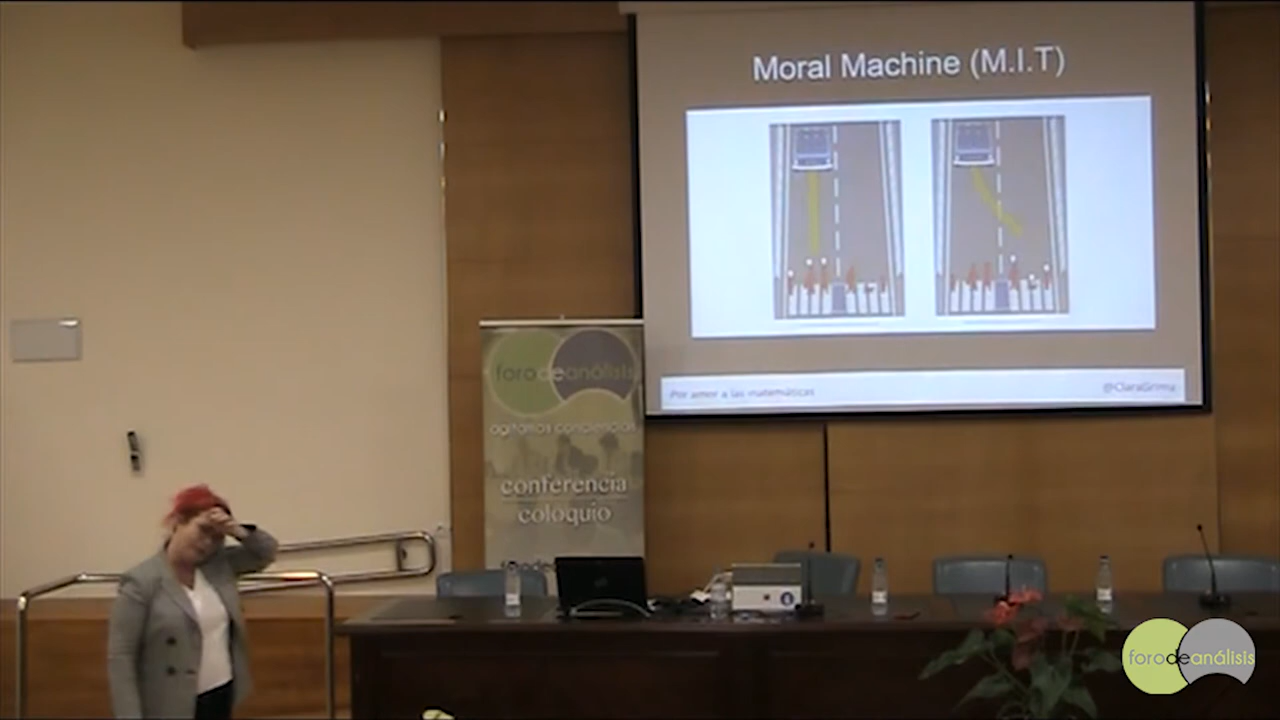 Moral Machine (M.I.T)
Por amor a las matemáticas
@ClaraGrima
forodeanálisis
agitamos conciencias
conferencia
coloquio
forodeanálisis